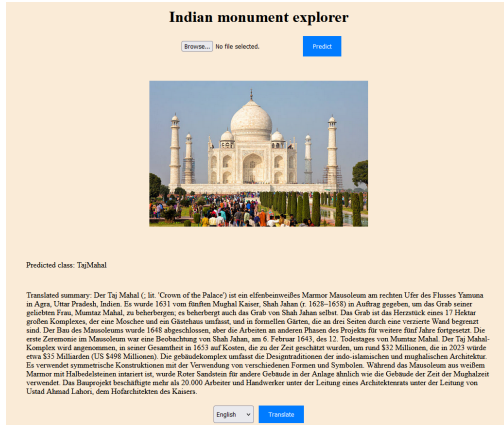 Indian monument explorer
Browse... No file selected. Predict
Predicted class: TajMahal
Translated summary: Der Taj Mahal (; lit. 'Crown of the Palace') ist ein elfenbeinweißes Marmor Mausoleum am rechten Ufer des Flusses Yamuna
in Agra, Uttar Pradesh, Indien. Es wurde 1631 vom fünften Mughal Kaiser, Shah Jahan (r. 1628–1658) in Auftrag gegeben, um das Grab seiner
geliebten Frau, Mumtaz Mahal, zu beherbergen; es beherbergt auch das Grab von Shah Jahan selbst. Das Grab ist das Herzstück eines 17 Hektar
großen Komplexes, der eine Moschee und ein Gästehaus umfasst, und in formellen Gärten, die an drei Seiten durch eine verzierte Wand begrenzt
sind. Der Bau des Mausoleums wurde 1648 abgeschlossen, aber die Arbeiten an anderen Phasen des Projekts für weitere fünf Jahre fortgesetzt. Die
erste Zeremonie im Mausoleum war eine Beobachtung von Shah Jahan, am 6. Februar 1643, des 12. Todestages von Mumtaz Mahal. Der Taj Mahal-
Komplex wird angenommen, in seiner Gesamtheit in 1653 auf Kosten, die zu der Zeit geschätzt wurden, um rund $32 Millionen, die in 2023 würde
etwa $35 Milliarden (US $498 Millionen). Die gebäudekomplex umfasst die Designtraditionen der indo-islamischen und mughalischen Architektur.
Es verwendet symmetrische Konstruktionen mit der Verwendung von verschiedenen Formen und Symbolen. Während das Mausoleum aus weißem
Marmor mit Halbedelsteinen intarsiert ist, wurde Roter Sandstein für andere Gebäude in der Anlage ähnlich wie die Gebäude der Zeit der Mughalzeit
verwendet. Das Bauprojekt beschäftigte mehr als 20.000 Arbeiter und Handwerker unter der Leitung eines Architektenrats unter der Leitung von
Ustad Ahmad Lahori, dem Hofarchitekten des Kaisers.
English Translate